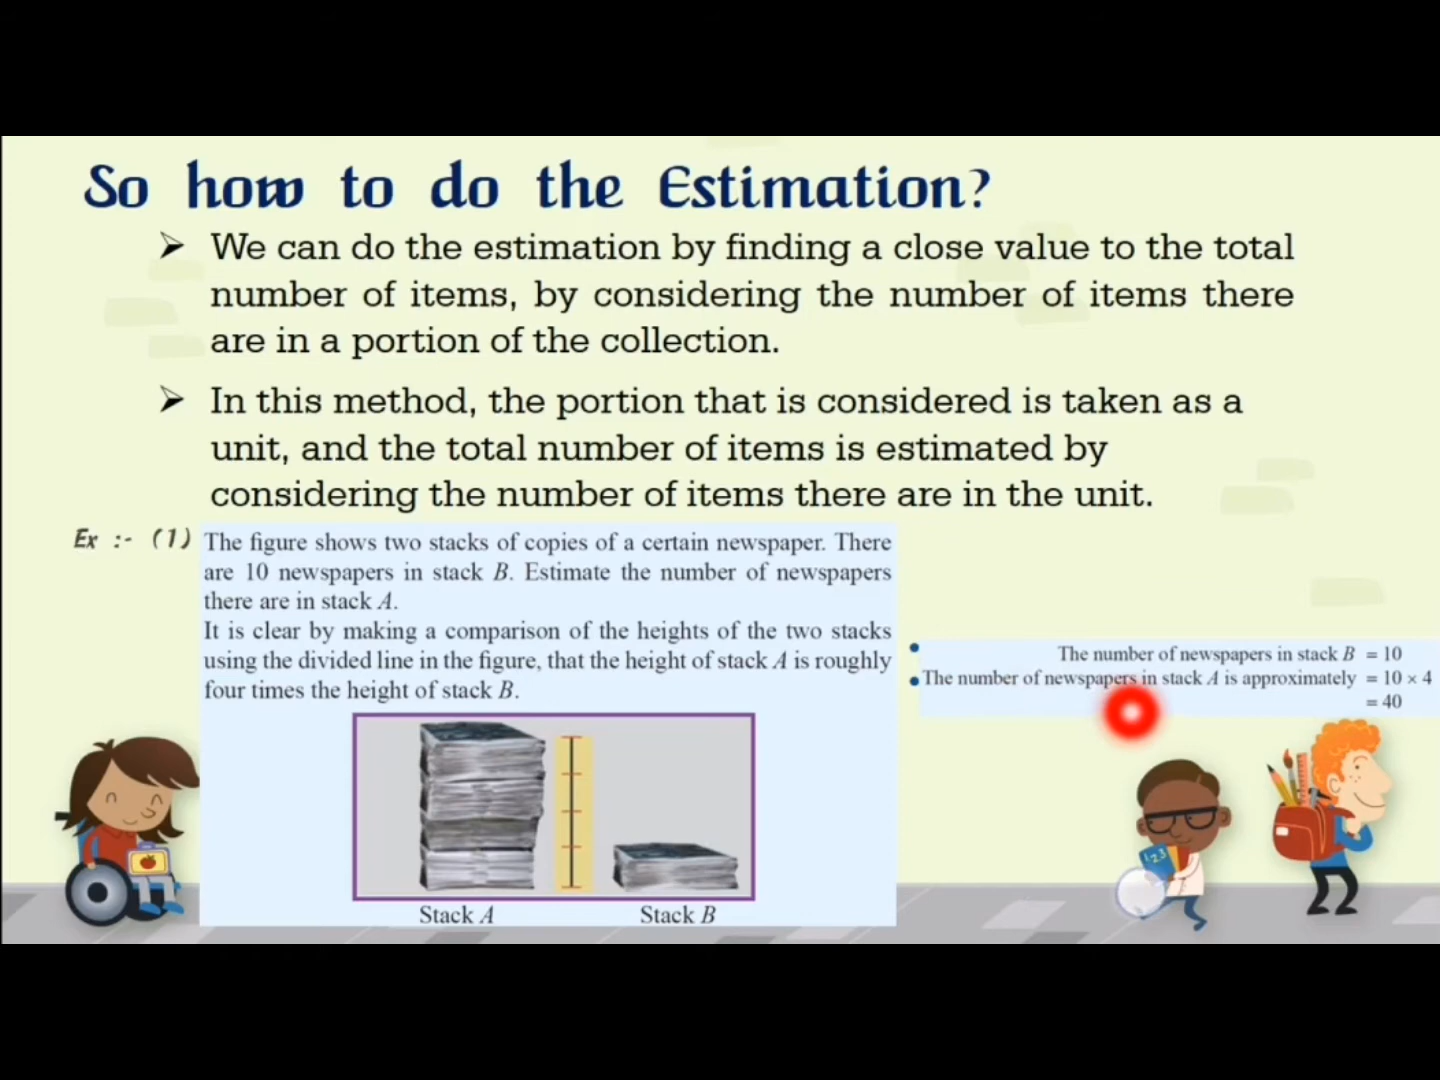 So how to do the Estimation?
➤ We can do the estimation by finding a close value to the total
number of items, by considering the number of items there
are in a portion of the collection.
➤ In this method, the portion that is considered is taken as a
unit, and the total number of items is estimated by
considering the number of items there are in the unit.
Ex :- (1)
The figure shows two stacks of copies of a certain newspaper. There
are 10 newspapers in stack B. Estimate the number of newspapers
there are in stack A.
It is clear by making a comparison of the heights of the two stacks
using the divided line in the figure, that the height of stack A is roughly
four times the height of stack B.
Stack A
Stack B
• The number of newspapers in stack B = 10
• The number of newspapers in stack A is approximately = 10 × 4
= 40
123